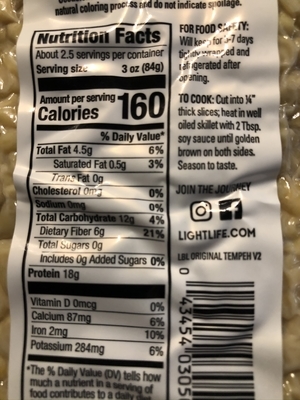 natural coloring process and do not indicate spoilage.
Nutrition Facts
About 2.5 servings per container
Serving size 3 oz (84g)
Amount per serving
Calories 160
% Daily Value*
Total Fat 4.5g 6%
Saturated Fat 0.5g 3%
Trans Fat 0g
Cholesterol 0mg 0%
Sodium 0mg 0%
Total Carbohydrate 12g 4%
Dietary Fiber 6g 21%
Total Sugars 0g
Includes 0g Added Sugars 0%
Protein 18g
Vitamin D 0mcg 0%
Calcium 87mg 6%
Iron 2mg 10%
Potassium 284mg 6%
*The % Daily Value (DV) tells how
much a nutrient in a serving of
food contributes to a daily
FOR FOOD SAFETY:
Will keep for 5-7 days
tightly wrapped and
refrigerated after
opening.
TO COOK: Cut into ¼"
thick slices; heat in well
oiled skillet with 2 Tbsp.
soy sauce until golden
brown on both sides.
Season to taste.
JOIN THE JOURNEY
LIGHTLIFE.COM
LBL ORIGINAL TEMPEH V2
0 43454 0305